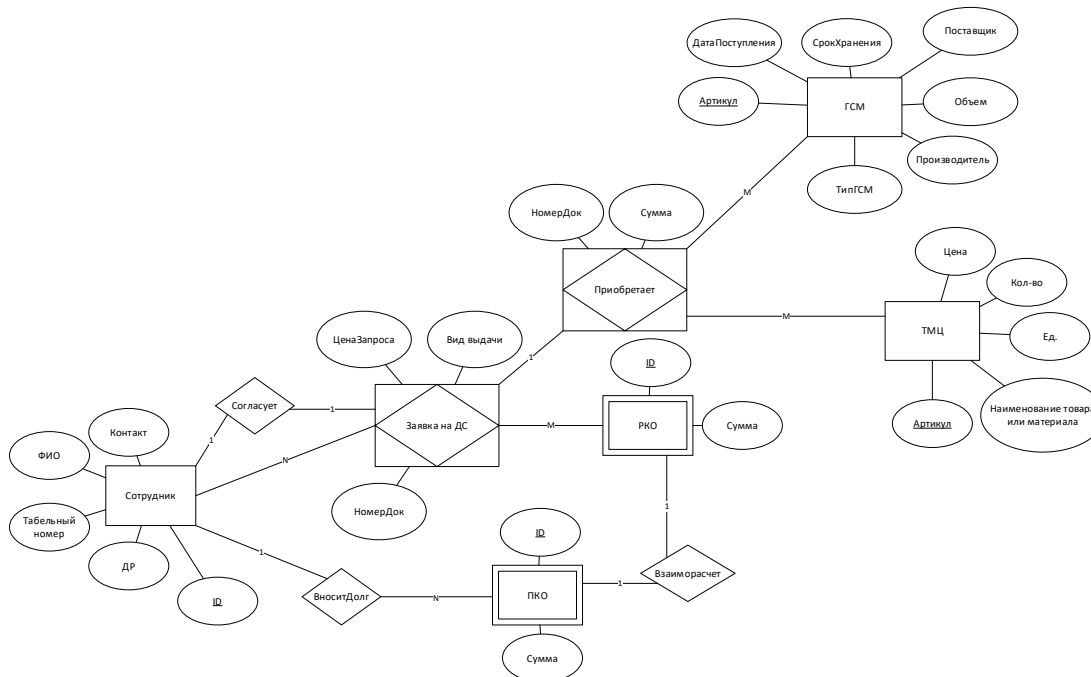 Поставщик
ДатаПоступления
СрокХранения
Артикул
ГСМ
Объем
Производитель
ТипГСМ
М
НомерДок
Сумма
Приобретает
Цена
Кол-во
М
ТМЦ
Ед.
ЦенаЗапроса
Вид выдачи
1
ID
Наименование товара
или материала
Артикул
Согласует
1
Заявка на ДС
М
РКО
Сумма
Контакт
1
ФИО
N
Сотрудник
НомерДок
1
Табельный
номер
ДР
ID
1
ВноситДолг
N
ID
ПКО
1
Взаиморасчет
Сумма